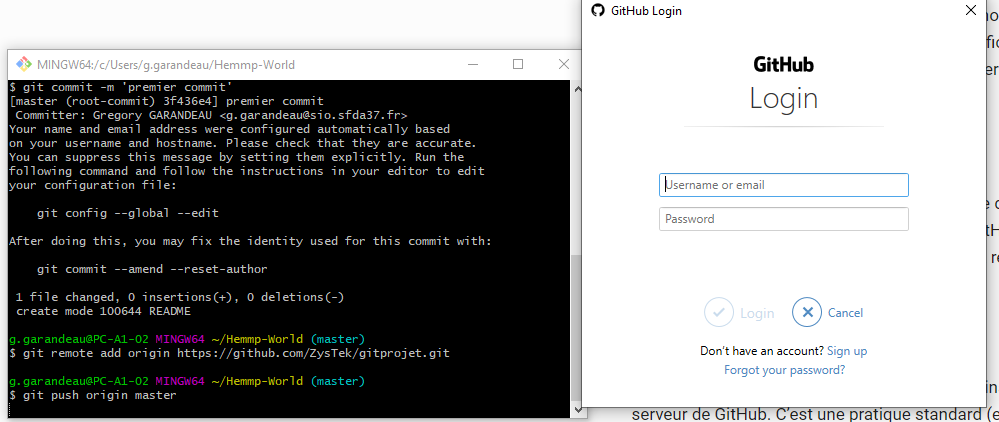 MINGW64:/c/Users/g.garandeau/Hemmp-World
$ git commit -m 'premier commit'
[master (root-commit) 3f436e4] premier commit
 Committer: Gregory GARANDEAU <g.garandeau@sio.sfda37.fr>
Your name and email address were configured automatically based
on your username and hostname. Please check that they are accurate.
You can suppress this message by setting them explicitly. Run the
following command and follow the instructions in your editor to edit
your configuration file:
    git config --global --edit
After doing this, you may fix the identity used for this commit with:
    git commit --amend --reset-author
 1 file changed, 0 insertions(+), 0 deletions(-)
 create mode 100644 README
g.garandeau@PC-A1-02 MINGW64 ~/Hemmp-World (master)
$ git remote add origin https://github.com/ZysTek/gitprojet.git
g.garandeau@PC-A1-02 MINGW64 ~/Hemmp-World (master)
$ git push origin master
GitHub Login
GitHub
Login
Username or email
Password
Login
Cancel
Don't have an account? Sign up
Forgot your password?
serveur de GitHub. C'est une pratique standard (e